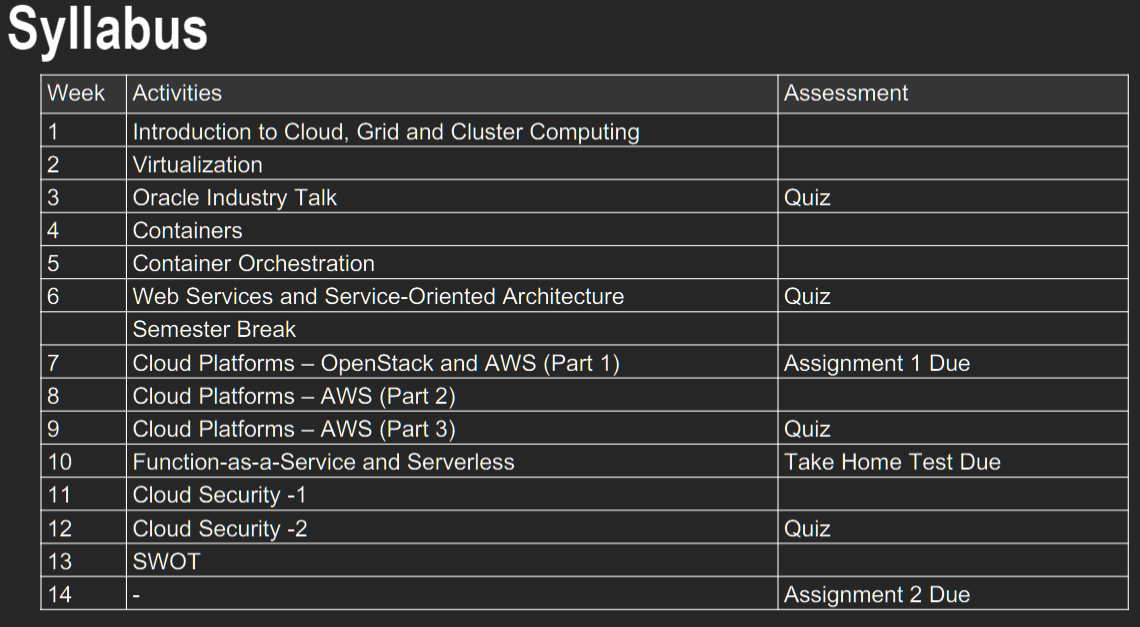 Syllabus
Week Activities Assessment
1 Introduction to Cloud, Grid and Cluster Computing
2 Virtualization
3 Oracle Industry Talk Quiz
4 Containers
5 Container Orchestration
6 Web Services and Service-Oriented Architecture Quiz
Semester Break
7 Cloud Platforms – OpenStack and AWS (Part 1) Assignment 1 Due
8 Cloud Platforms – AWS (Part 2)
9 Cloud Platforms – AWS (Part 3) Quiz
10 Function-as-a-Service and Serverless Take Home Test Due
11 Cloud Security -1
12 Cloud Security -2 Quiz
13 SWOT
14 - Assignment 2 Due